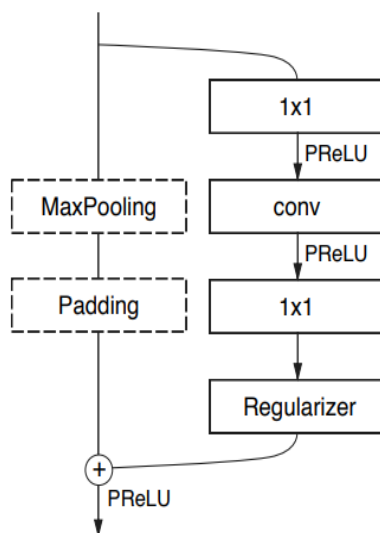 1x1
PReLU
MaxPooling
conv
PReLU
Padding
1x1
Regularizer
+
PReLU